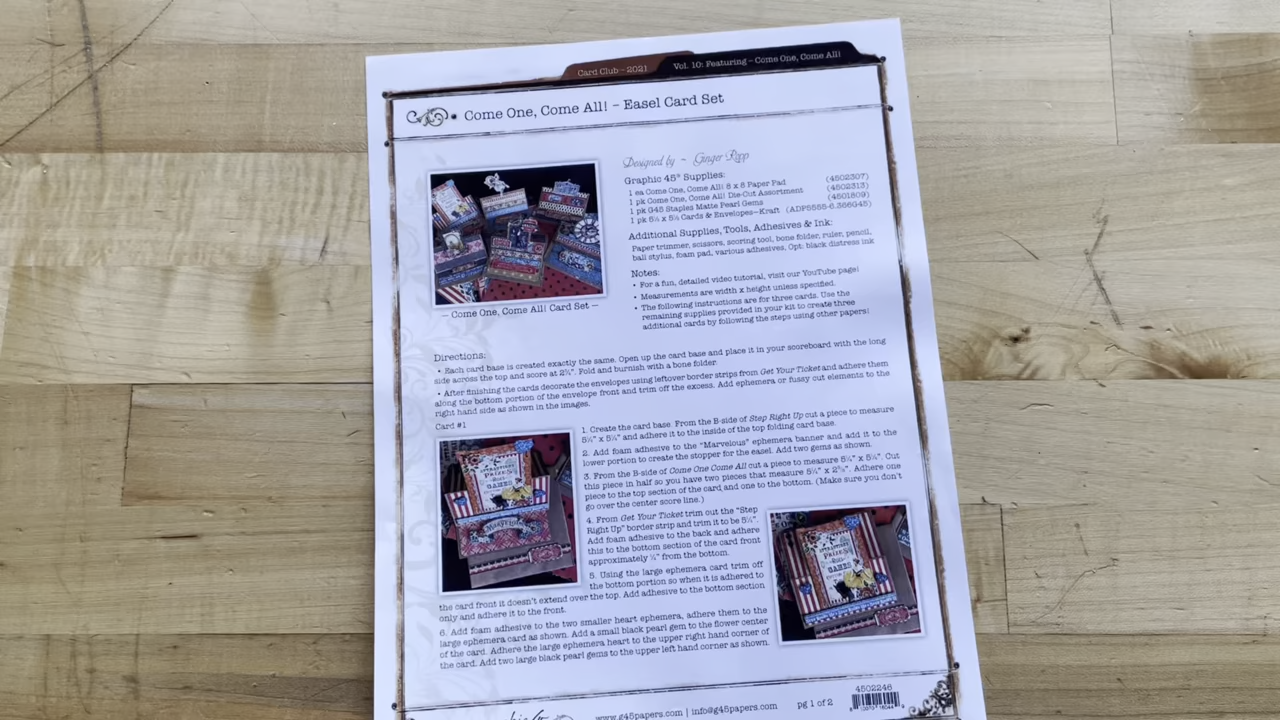 Card Club – 2021
Vol. 10: Featuring – Come One, Come All!
Come One, Come All! – Easel Card Set
Designed by ~ Ginger Ropp
Graphic 45® Supplies:
1 ea Come One, Come All! 8 x 8 Paper Pad (4502307)
1 pk Come One, Come All! Die-Cut Assortment (4502313)
1 pk G45 Staples Matte Pearl Gems (4501809)
1 pk 5½ x 5½ Cards & Envelopes—Kraft (ADP5555-6.356G45)
Additional Supplies, Tools, Adhesives & Ink:
Paper trimmer, scissors, scoring tool, bone folder, ruler, pencil,
ball stylus, foam pad, various adhesives, Opt: black distress ink
Notes:
• For a fun, detailed video tutorial, visit our YouTube page!
• Measurements are width x height unless specified.
• The following instructions are for three cards. Use the
remaining supplies provided in your kit to create three
additional cards by following the steps using other papers!
— Come One, Come All! Card Set —
Directions:
• Each card base is created exactly the same. Open up the card base and place it in your scoreboard with the long
side across the top and score at 2¾". Fold and burnish with a bone folder.
• After finishing the cards decorate the envelopes using leftover border strips from Get Your Ticket and adhere them
along the bottom portion of the envelope front and trim off the excess. Add ephemera or fussy cut elements to the
right hand side as shown in the images.
Card #1
1. Create the card base. From the B-side of Step Right Up cut a piece to measure
5¼" x 5¼" and adhere it to the inside of the top folding card base.
2. Add foam adhesive to the "Marvelous" ephemera banner and add it to the
lower portion to create the stopper for the easel. Add two gems as shown.
3. From the B-side of Come One Come All cut a piece to measure 5¼" x 5¼". Cut
this piece in half so you have two pieces that measure 5¼" x 2⅝". Adhere one
piece to the top section of the card and one to the bottom. (Make sure you don't
go over the center score line.)
4. From Get Your Ticket trim out the "Step
Right Up" border strip and trim it to be 5¼".
Add foam adhesive to the back and adhere
this to the bottom section of the card front
approximately ¼" from the bottom.
5. Using the large ephemera card trim off
the bottom portion so when it is adhered to
the card front it doesn't extend over the top. Add adhesive to the bottom section
only and adhere it to the front.
6. Add foam adhesive to the two smaller heart ephemera, adhere them to the
large ephemera card as shown. Add a small black pearl gem to the flower center
of the card. Adhere the large ephemera heart to the upper right hand corner of
the card. Add two large black pearl gems to the upper left hand corner as shown.
www.g45papers.com | info@g45papers.com
pg 1 of 2
4502246